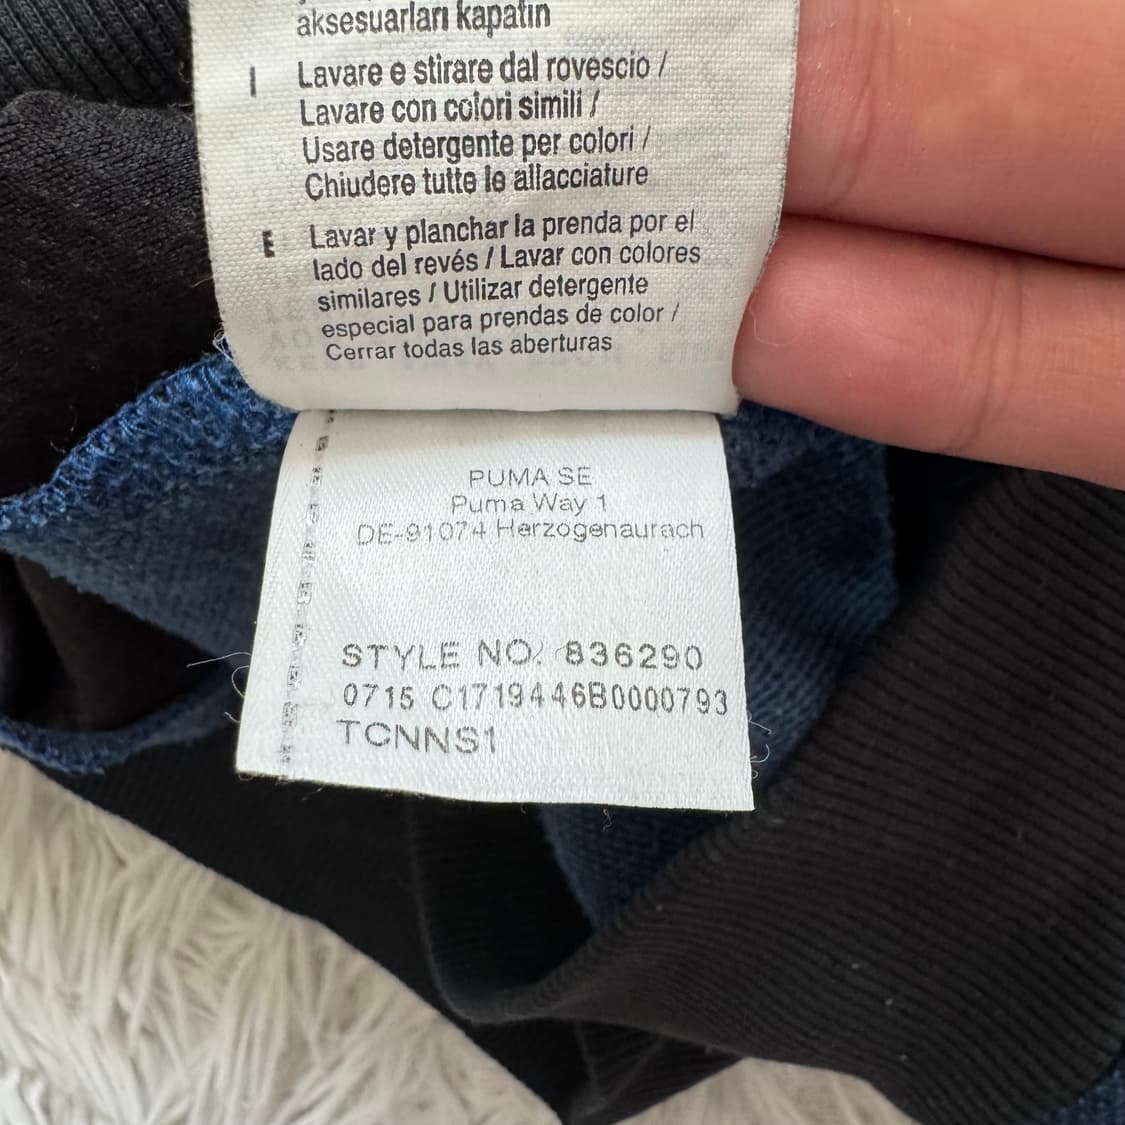 aksesuarları kapatın
I Lavare e stirare dal rovescio /
Lavare con colori simili /
Usare detergente per colori /
Chiudere tutte le allacciature
E Lavar y planchar la prenda por el
lado del revés / Lavar con colores
similares / Utilizar detergente
especial para prendas de color /
Cerrar todas las aberturas
PUMA SE
Puma Way 1
DE-91074 Herzogenaurach
STYLE NO.: 836290
0715 C1719446B0000793
TCNNS1